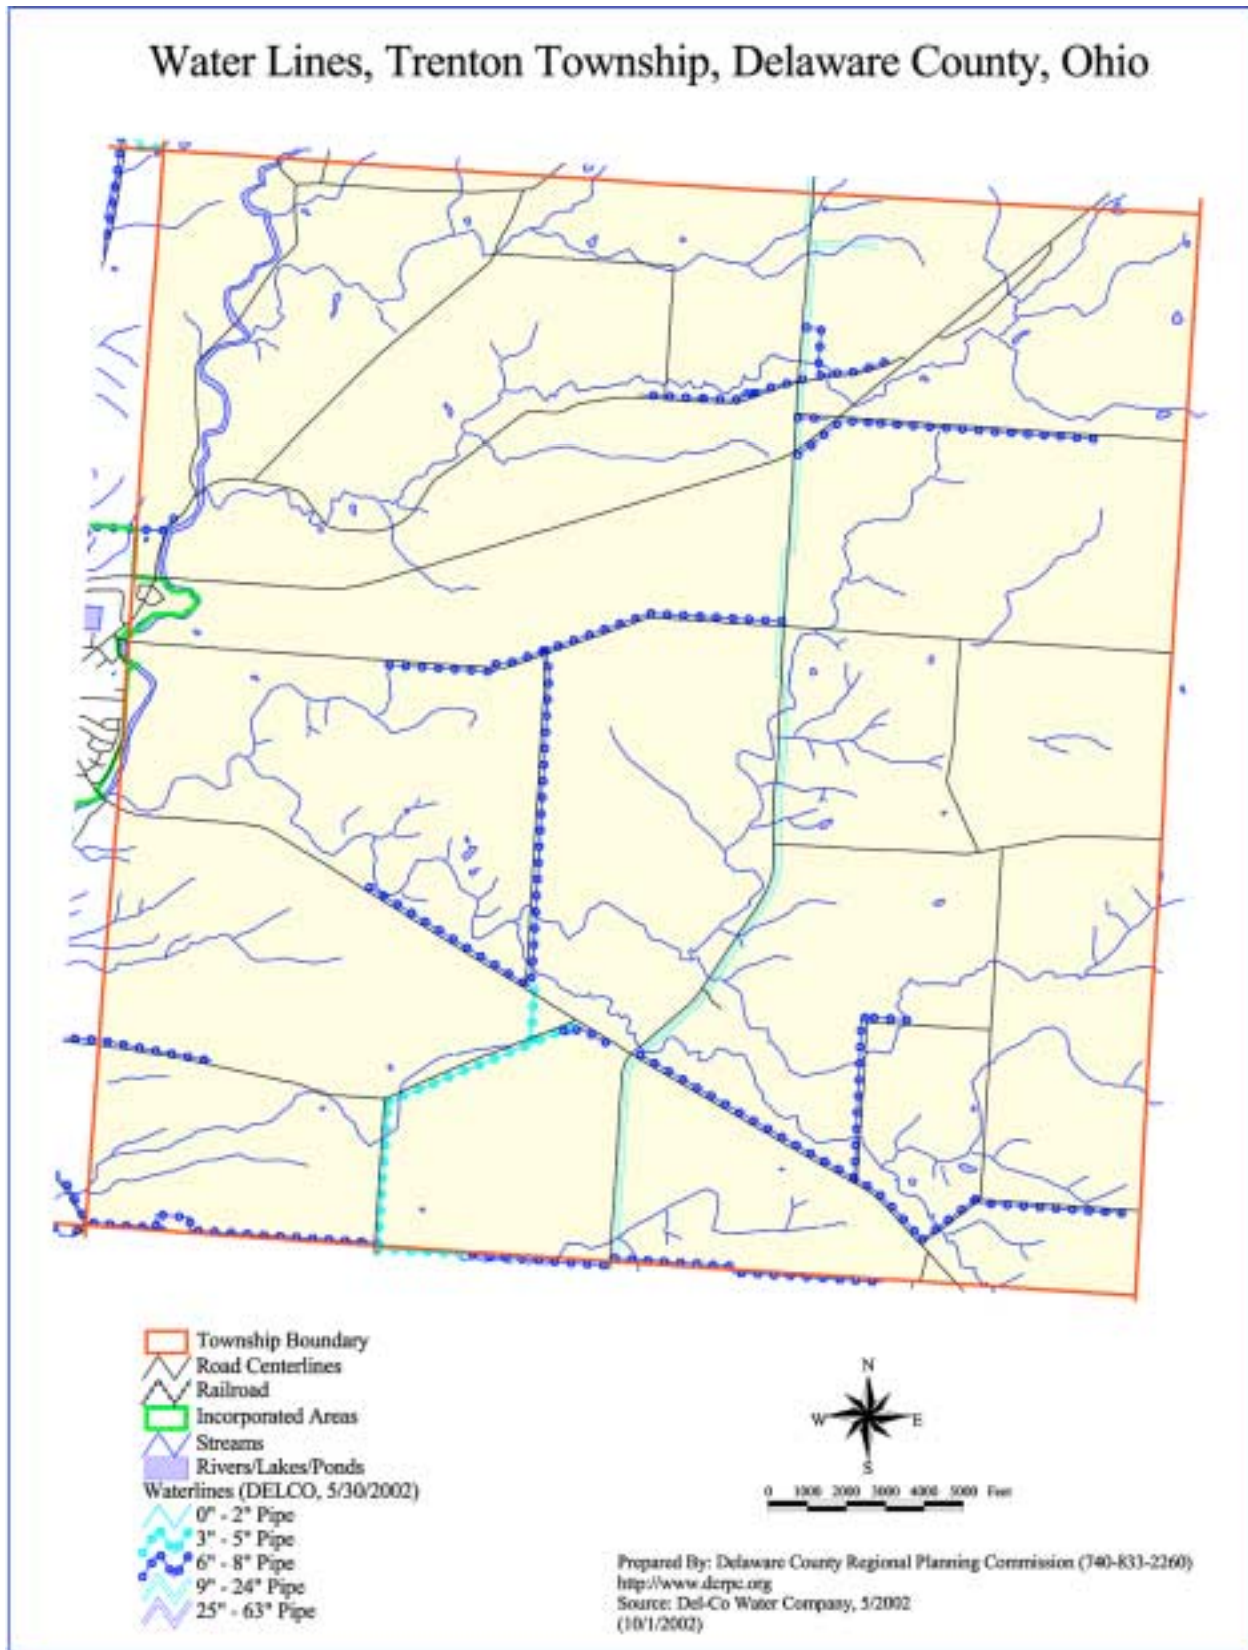 Water Lines, Trenton Township, Delaware County, Ohio
Township Boundary
Road Centerlines
Railroad
Incorporated Areas
Streams
Rivers/Lakes/Ponds
Waterlines (DELCO, 5/30/2002)
0" - 2" Pipe
3" - 5" Pipe
6" - 8" Pipe
9" - 24" Pipe
25" - 63" Pipe
N
W E
S
0 1000 2000 3000 4000 5000 Feet
Prepared By: Delaware County Regional Planning Commission (740-833-2260)
http://www.dcrpc.org
Source: Del-Co Water Company, 5/2002
(10/1/2002)